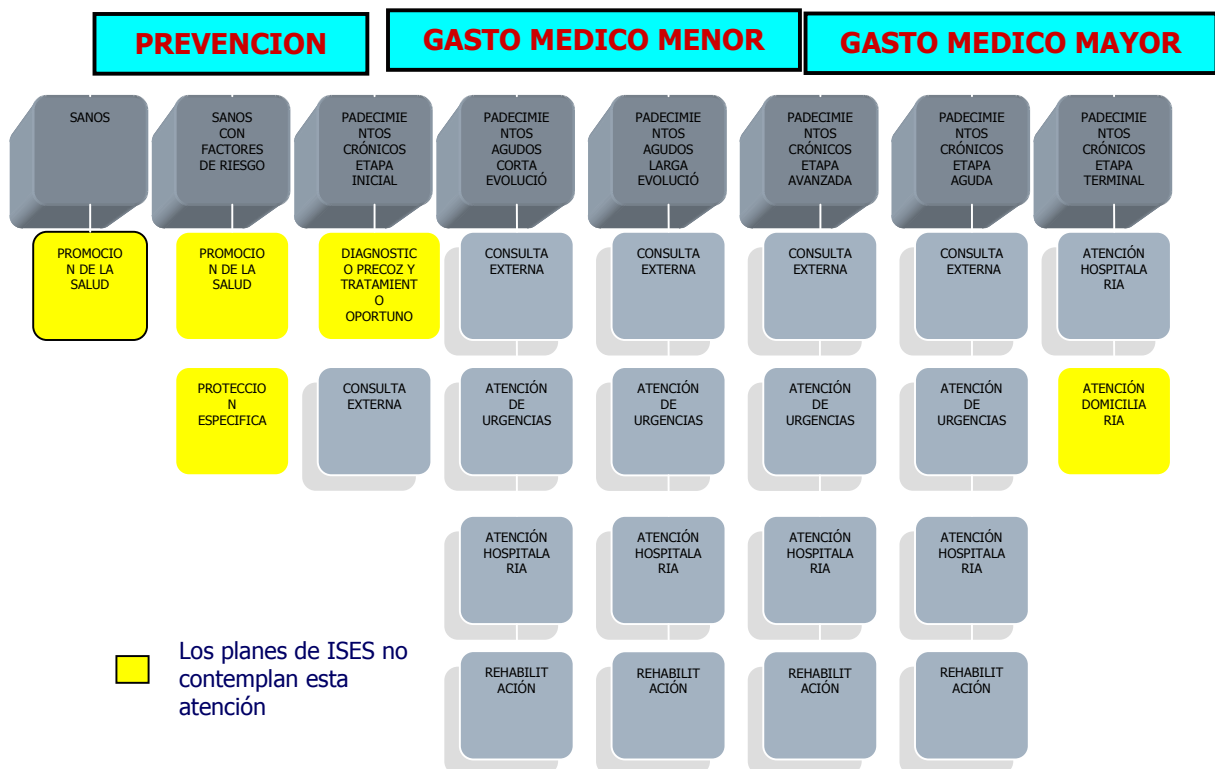 PREVENCION
GASTO MEDICO MENOR
GASTO MEDICO MAYOR
SANOS
SANOS
CON
FACTORES
DE RIESGO
PADECIMIE
NTOS
CRÓNICOS
ETAPA
INICIAL
PADECIMIE
NTOS
AGUDOS
CORTA
EVOLUCIÓ
PADECIMIE
NTOS
AGUDOS
LARGA
EVOLUCIÓ
PADECIMIE
NTOS
CRÓNICOS
ETAPA
AVANZADA
PADECIMIE
NTOS
CRÓNICOS
ETAPA
AGUDA
PADECIMIE
NTOS
CRÓNICOS
ETAPA
TERMINAL
PROMOCIO
N DE LA
SALUD
PROMOCIO
N DE LA
SALUD
DIAGNOSTIC
O PRECOZ Y
TRATAMIENT
O
OPORTUNO
CONSULTA
EXTERNA
CONSULTA
EXTERNA
CONSULTA
EXTERNA
CONSULTA
EXTERNA
ATENCIÓN
HOSPITALA
RIA
PROTECCIO
N
ESPECIFICA
CONSULTA
EXTERNA
ATENCIÓN
DE
URGENCIAS
ATENCIÓN
DE
URGENCIAS
ATENCIÓN
DE
URGENCIAS
ATENCIÓN
DE
URGENCIAS
ATENCIÓN
DOMICILIA
RIA
ATENCIÓN
HOSPITALA
RIA
ATENCIÓN
HOSPITALA
RIA
ATENCIÓN
HOSPITALA
RIA
ATENCIÓN
HOSPITALA
RIA
Los planes de ISES no
contemplan esta
atención
REHABILIT
ACIÓN
REHABILIT
ACIÓN
REHABILIT
ACIÓN
REHABILIT
ACIÓN